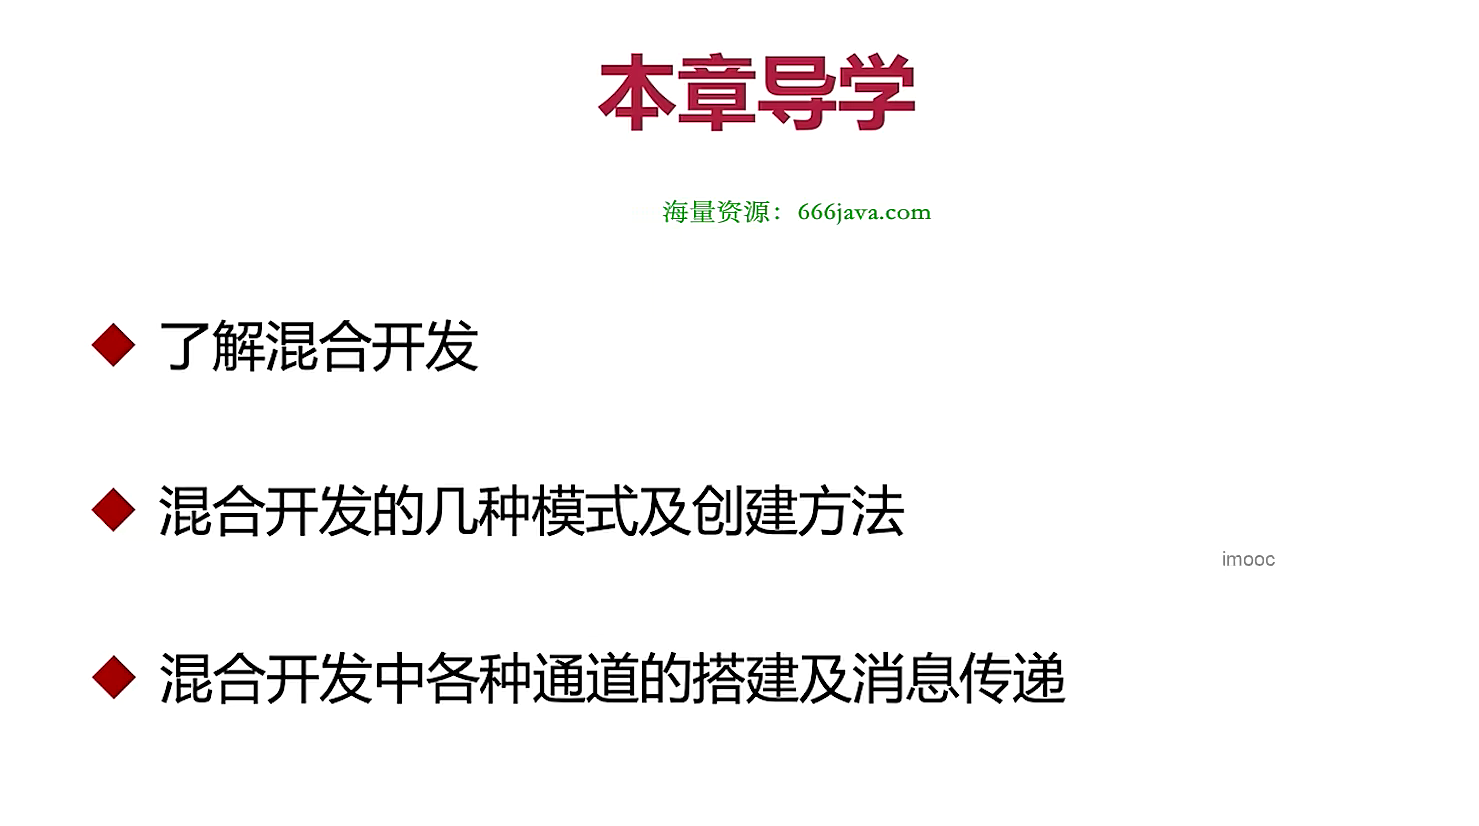 本章导学
海量资源：666java.com
了解混合开发
混合开发的几种模式及创建方法
imooc
混合开发中各种通道的搭建及消息传递